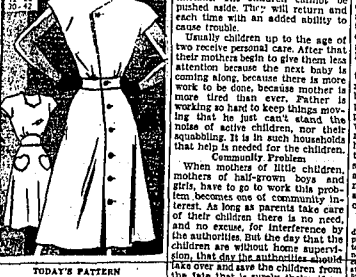 30 - 42
TODAY'S PATTERN
cannot be
pushed aside. They will return and
each time with an added ability to
cause trouble.
Usually children up to the age of
two receive personal care. After that
their mothers begin to give them less
attention because the next baby is
coming along, because there is more
work to be done, because mother is
more tired than ever. Father is
working so hard to keep things mov-
ing that he just can't stand the
noise of active children, nor their
squabbling. It is in such households
that help is needed for the children.
Community Problem
When mothers of little children,
mothers of half-grown boys and
girls, have to go to work this prob-
lem becomes one of community in-
terest. As long as parents take care
of their children there is no need,
and no excuse, for interference by
the authorities. But the day that the
children are without home supervi-
sion, that day the authorities should
take over and save the children from
the fate that